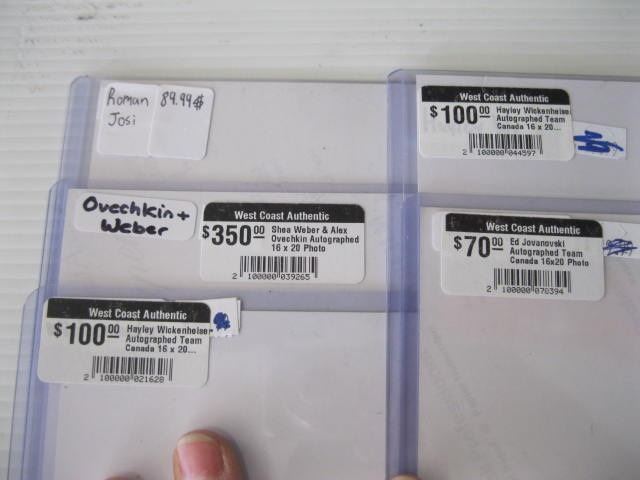 Roman 89.99$
Josi
West Coast Authentic
$100.00 Hayley Wickenheiser
Autographed Team
Canada 16 x 20...
2 100000 044597
Ovechkin +
Weber
West Coast Authentic
$350.00 Shea Weber & Alex
Ovechkin Autographed
16 x 20 Photo
2 100000 039265
West Coast Authentic
$70.00 Ed Jovanovski
Autographed Team
Canada 16x20 Photo
2 100000 070394
West Coast Authentic
$100.00 Hayley Wickenheiser
Autographed Team
Canada 16 x 20...
2 100000 021628